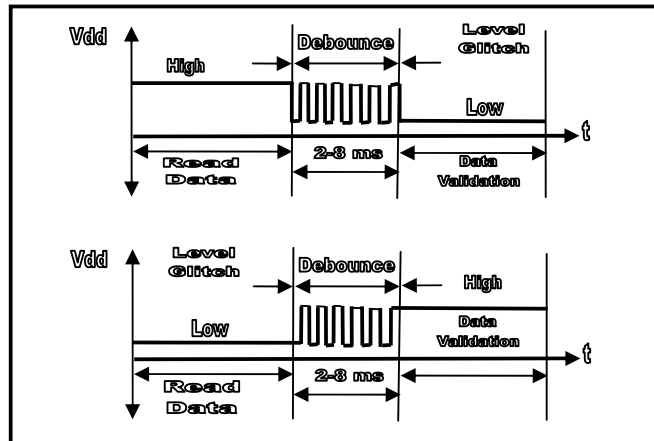 Vdd
High
Debounce
Level
Glitch
Low
t
Read
Data
2-8 ms
Data
Validation
Vdd
Level
Glitch
Debounce
High
Low
Data
Validation
t
Read
Data
2-8 ms